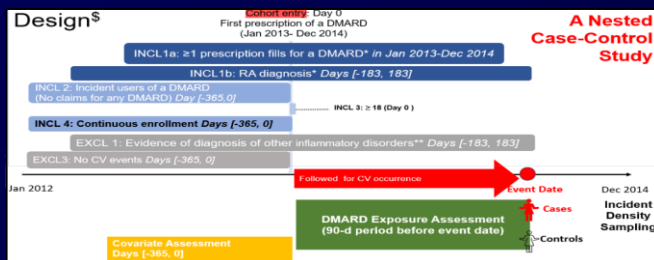 Design$
Cohort entry: Day 0
First prescription of a DMARD
(Jan 2013- Dec 2014)
A Nested
Case-Control
Study
INCL1a: ≥1 prescription fills for a DMARD* in Jan 2013-Dec 2014
INCL1b: RA diagnosis* Days [-183, 183]
INCL 2: Incident users of a DMARD
(No claims for any DMARD) Day [-365,0]
INCL 3: ≥ 18 (Day 0 )
INCL 4: Continuous enrollment Days [-365, 0]
EXCL 1: Evidence of diagnosis of other inflammatory disorders** Days [-183, 183]
EXCL3: No CV events Days [-365, 0]
Followed for CV occurrence
Jan 2012
Event Date
Dec 2014
DMARD Exposure Assessment
(90-d period before event date)
Cases
Controls
Incident
Density
Sampling
Covariate Assessment
Days [-365, 0]